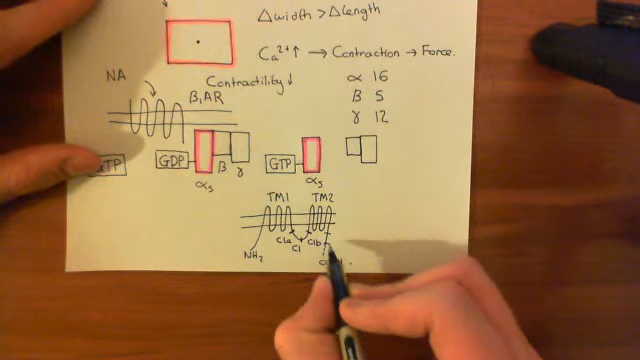 Δwidth > Δlength
Ca²⁺↑ → Contraction → Force.
Contractility↓
NA
β₁AR
α 16
β 5
γ 12
GTP
GDP
β
γ
αs
GTP
αs
TM1
TM2
C1a
C1
C1b
NH₂